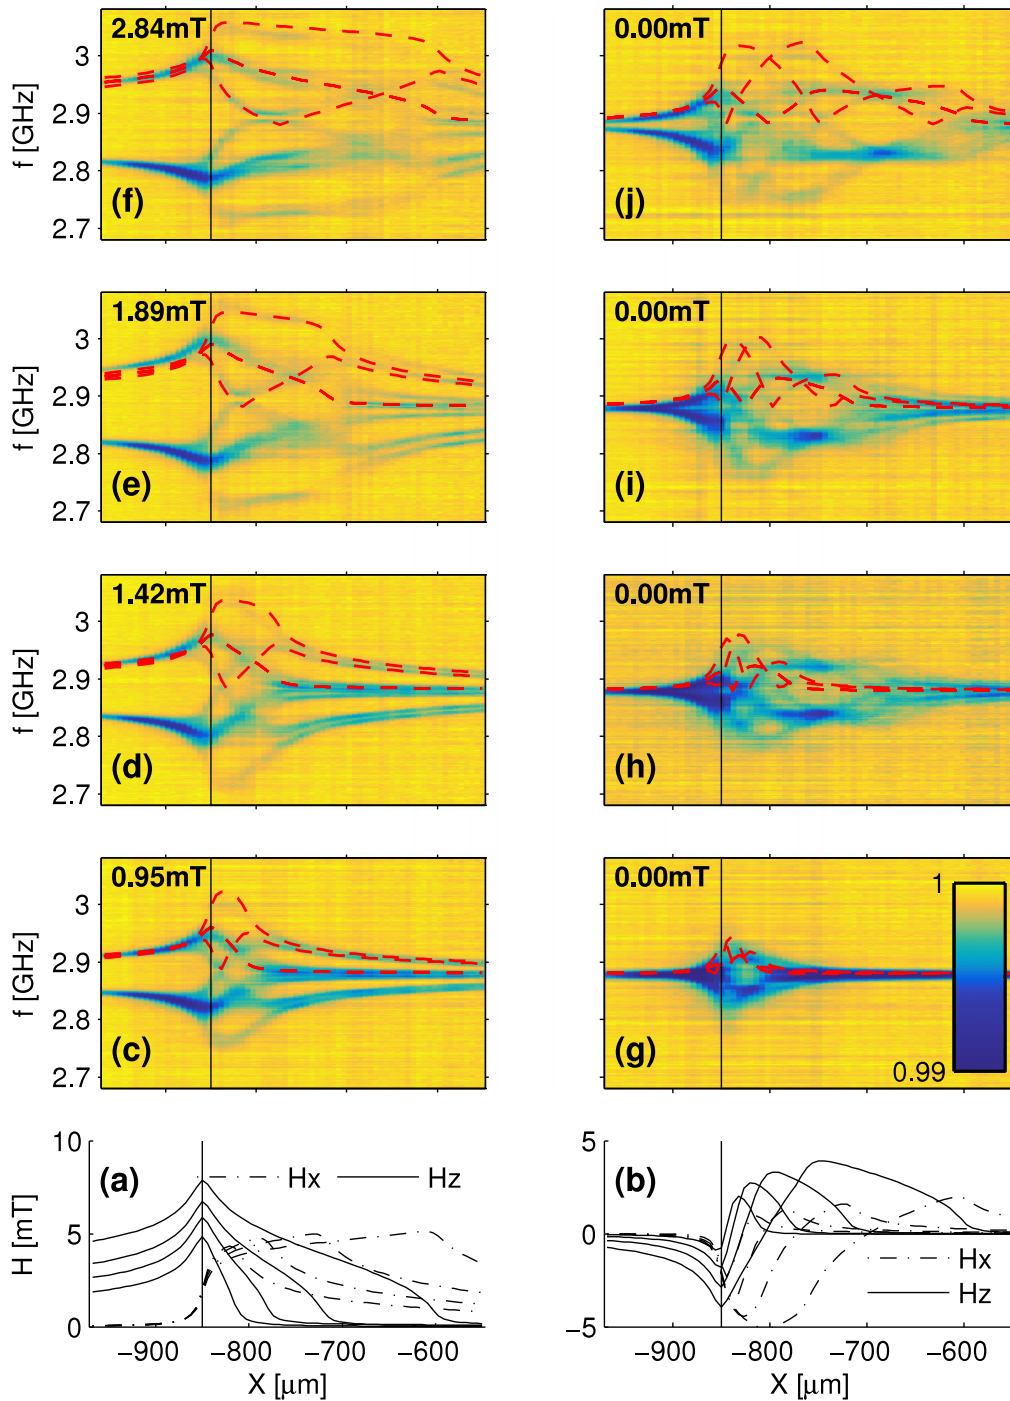 2.84mT
3
2.9
2.8
2.7
f [GHz]
(f)
0.00mT
(j)
1.89mT
3
2.9
2.8
2.7
f [GHz]
(e)
0.00mT
(i)
1.42mT
3
2.9
2.8
2.7
f [GHz]
(d)
0.00mT
(h)
0.95mT
3
2.9
2.8
2.7
f [GHz]
(c)
0.00mT
(g)
1
0.99
(a)
Hx
Hz
10
5
0
H [mT]
−900
−800
−700
−600
X [μm]
(b)
5
0
−5
Hx
Hz
−900
−800
−700
−600
X [μm]